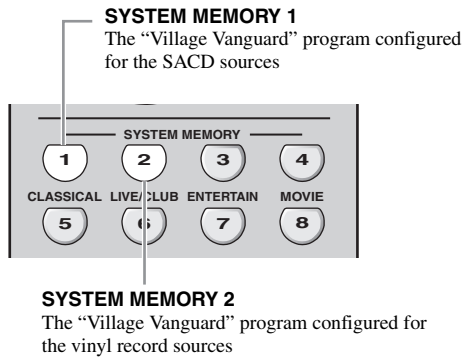 SYSTEM MEMORY 1
The “Village Vanguard” program configured
for the SACD sources
SYSTEM MEMORY
1 2 3 4
CLASSICAL LIVE/CLUB ENTERTAIN MOVIE
5 6 7 8
SYSTEM MEMORY 2
The “Village Vanguard” program configured for
the vinyl record sources